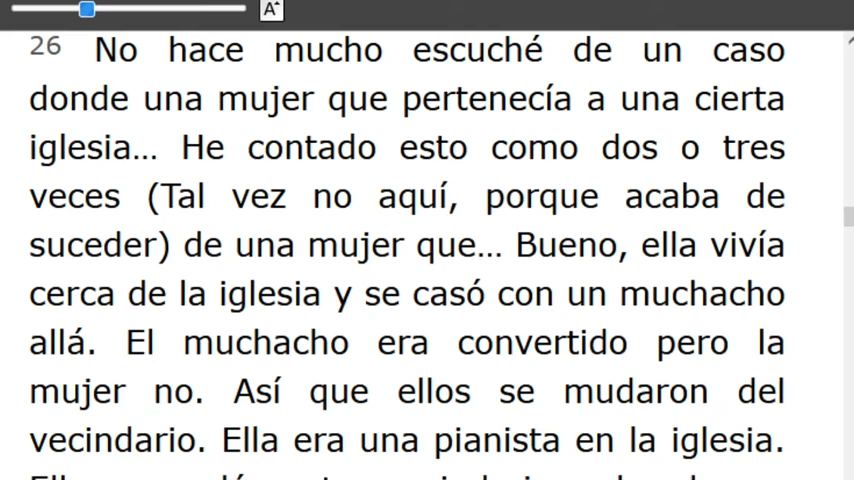 A
26 No hace mucho escuché de un caso
donde una mujer que pertenecía a una cierta
iglesia... He contado esto como dos o tres
veces (Tal vez no aquí, porque acaba de
suceder) de una mujer que... Bueno, ella vivía
cerca de la iglesia y se casó con un muchacho
allá. El muchacho era convertido pero la
mujer no. Así que ellos se mudaron del
vecindario. Ella era una pianista en la iglesia.